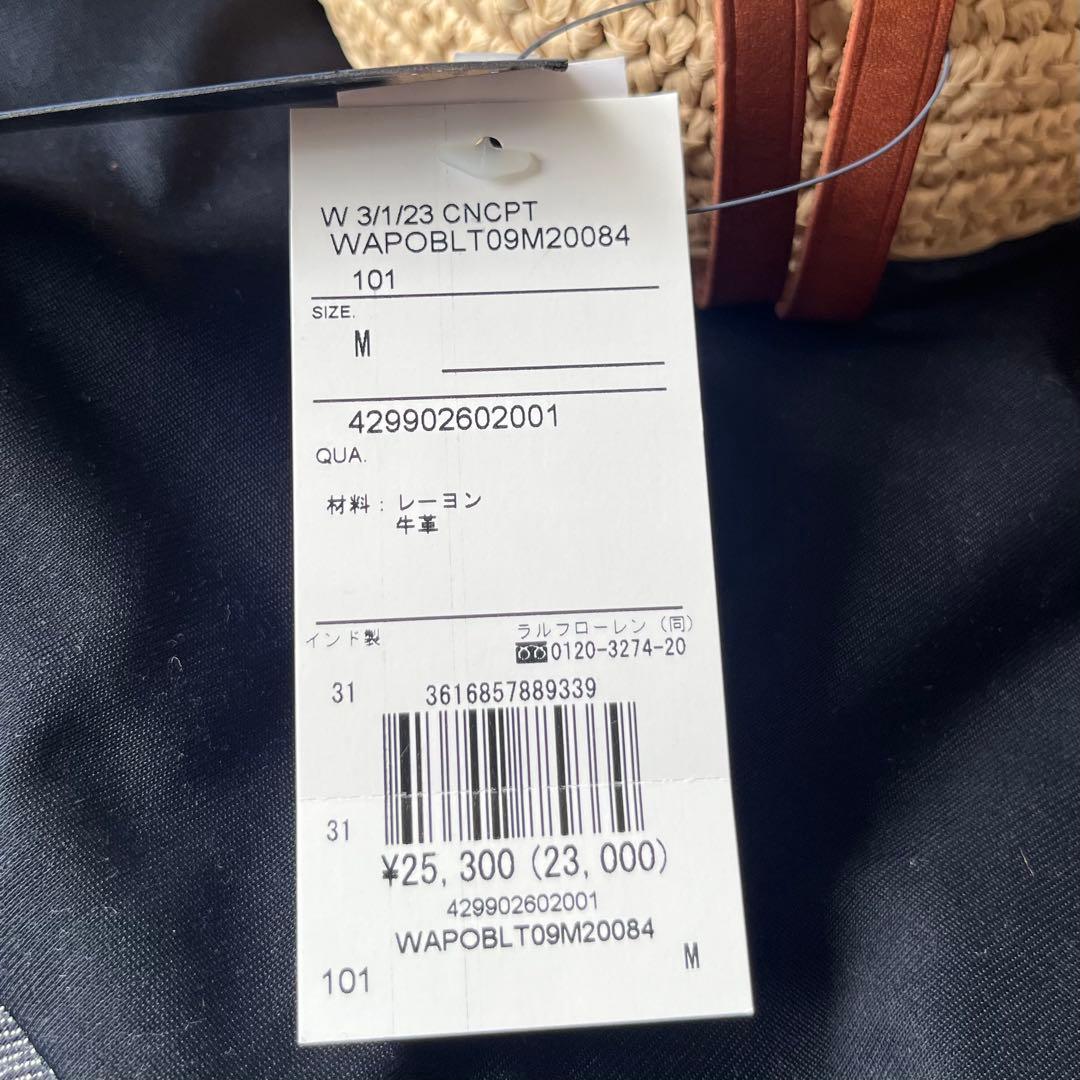 W 3/1/23 CNCPT
WAPOBLT09M20084
101
SIZE.
M
429902602001
QUA.
材料: レーヨン
牛革
インド製
ラルフローレン (同)
0120-3274-20
31
3616857889339
31
¥25,300 (23,000)
429902602001
WAPOBLT09M20084
101
M